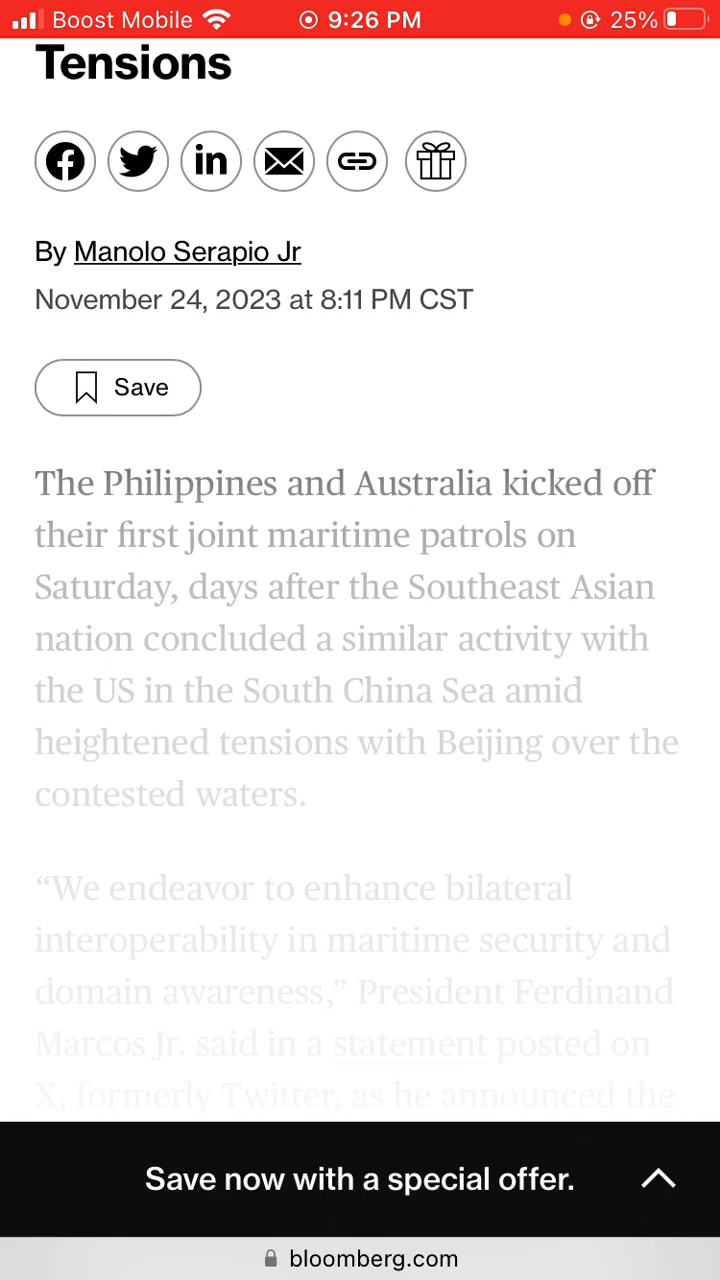 Boost Mobile 9:26 PM 25%
Tensions
in
By Manolo Serapio Jr
November 24, 2023 at 8:11 PM CST
Save
The Philippines and Australia kicked off
their first joint maritime patrols on
Saturday, days after the Southeast Asian
nation concluded a similar activity with
the US in the South China Sea amid
heightened tensions with Beijing over the
contested waters.
“We endeavor to enhance bilateral
interoperability in maritime security and
domain awareness,” President Ferdinand
Marcos Jr. said in a statement posted on
X, formerly Twitter, as he announced the
Save now with a special offer.
bloomberg.com